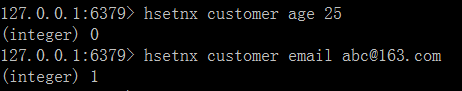 127.0.0.1:6379> hsetnx customer age 25
(integer) 0
127.0.0.1:6379> hsetnx customer email abc@163.com
(integer) 1